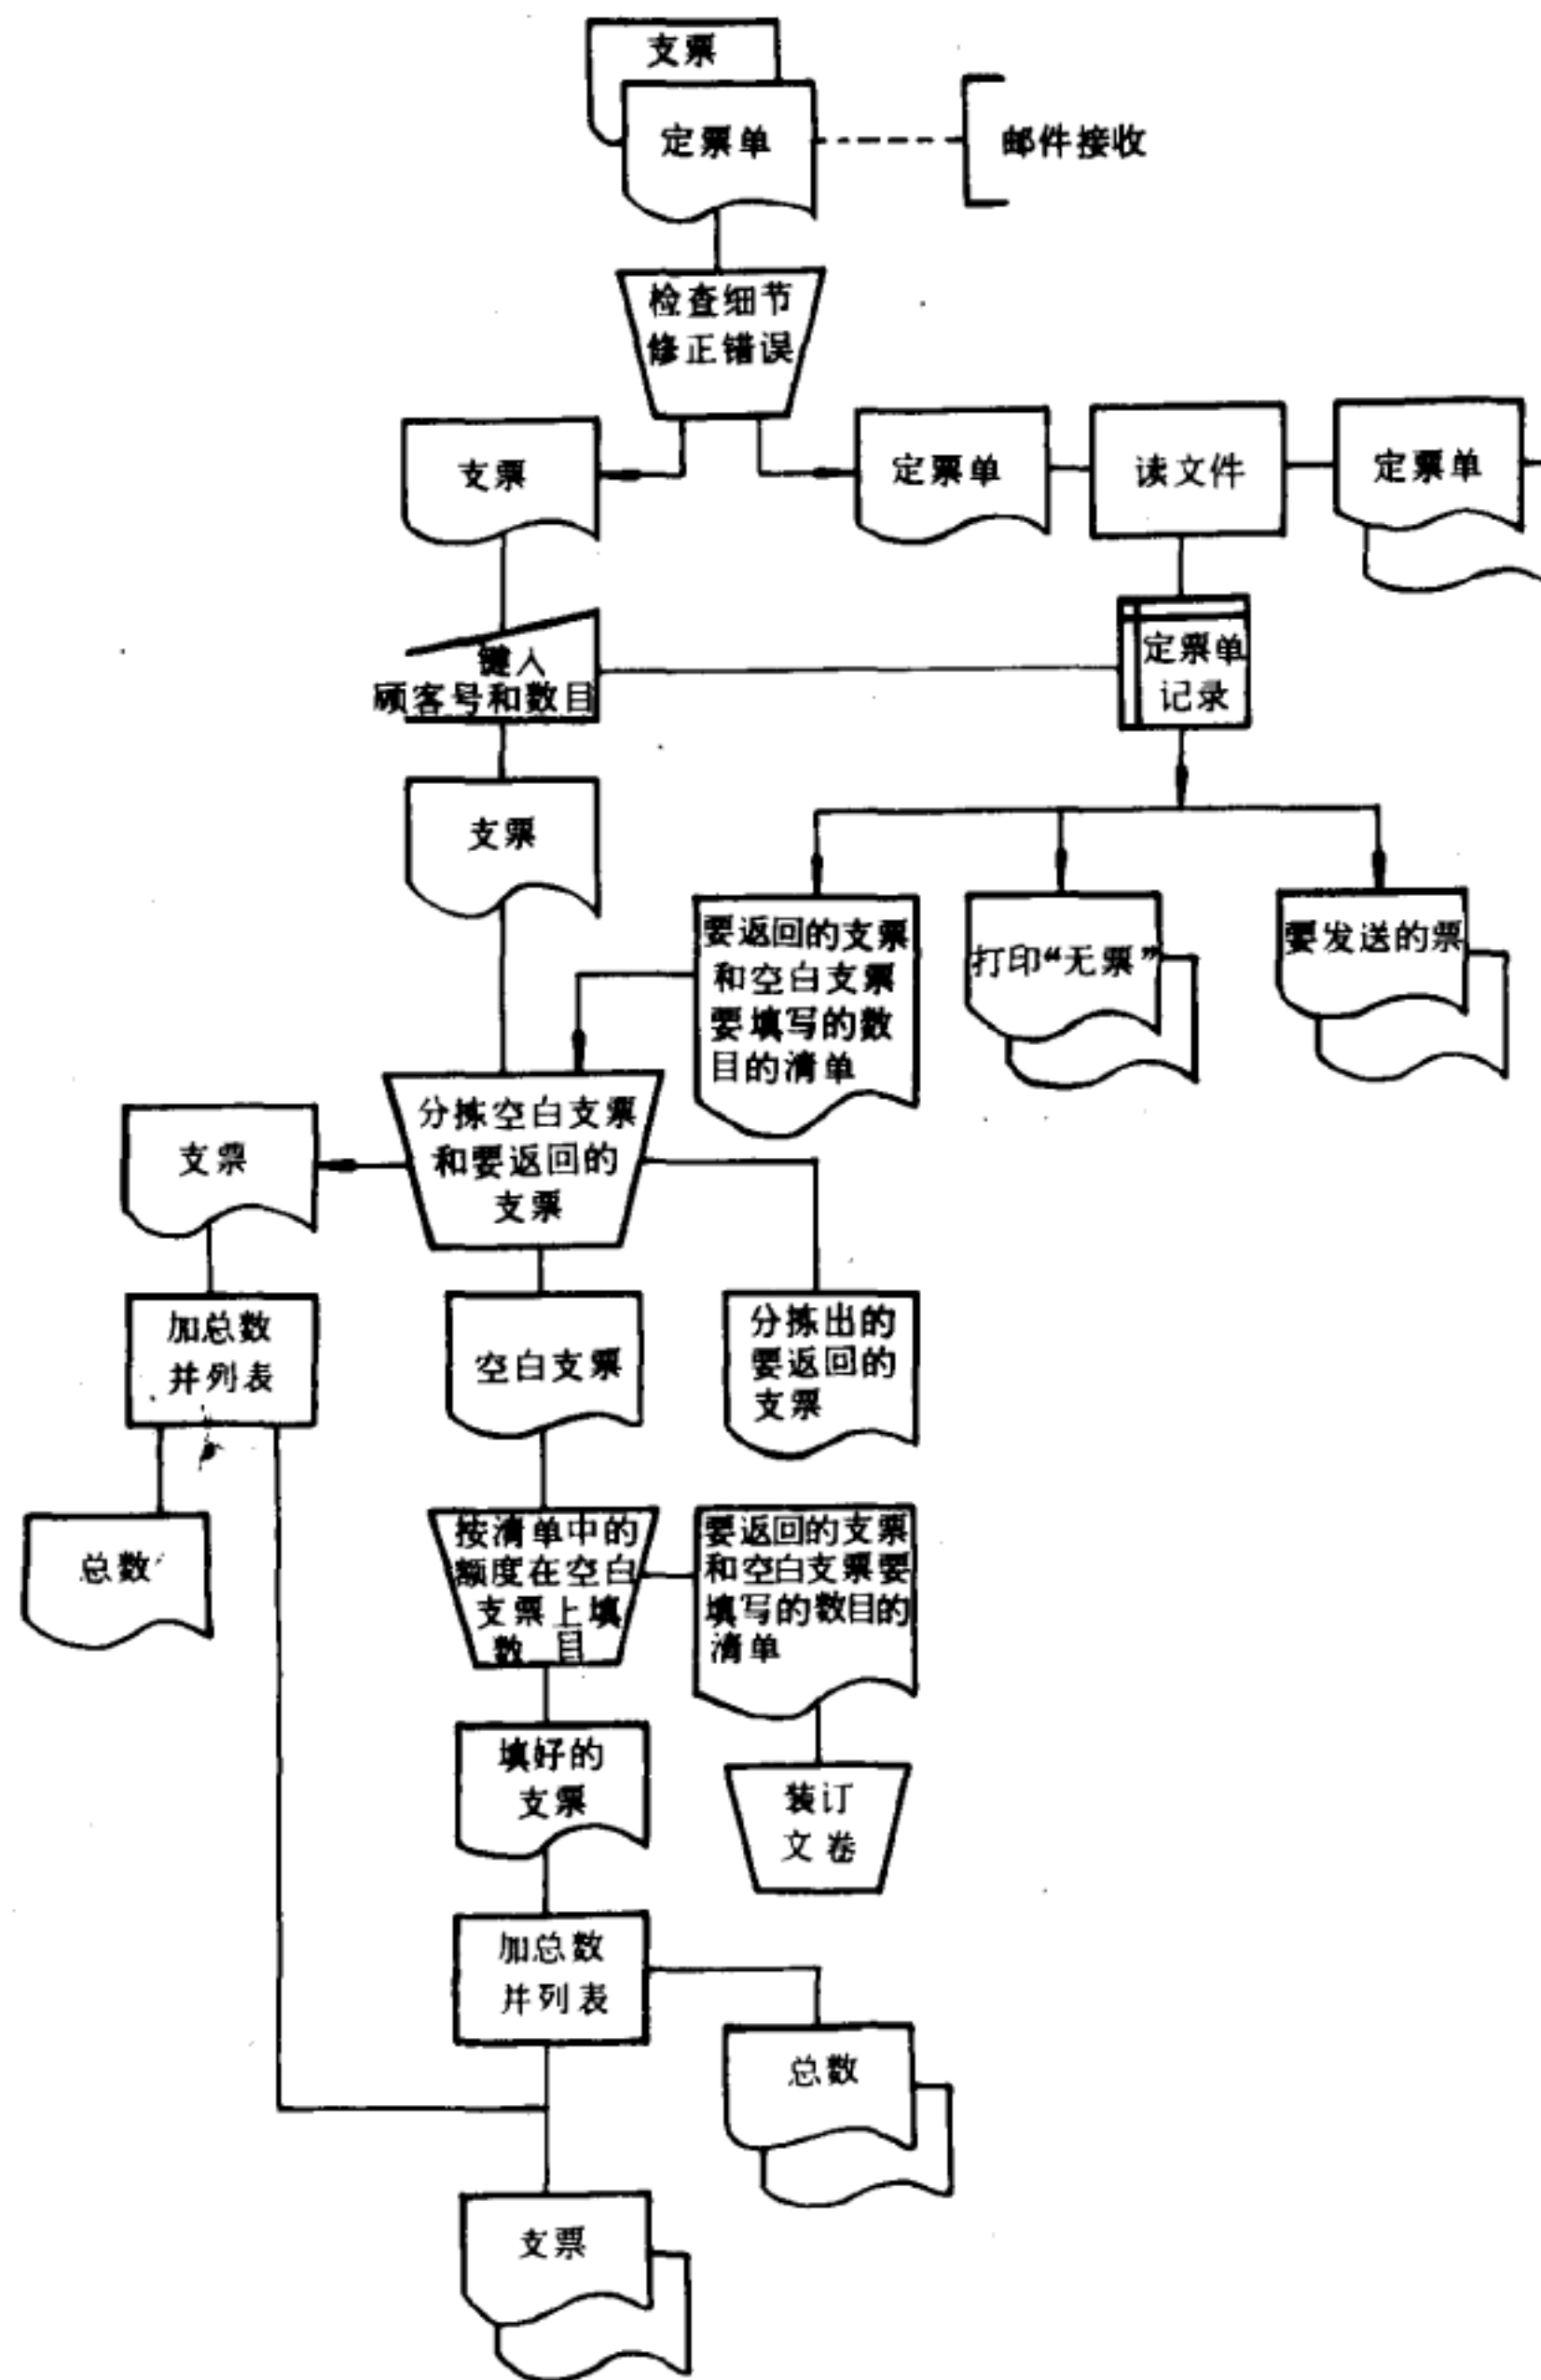 支票
定票单
邮件接收
检查细节
修正错误
支票
定票单
读文件
定票单
键入
顾客号和数目
定票单
记录
支票
要返回的支票
和空白支票
要填写的数
目的清单
打印“无票”
要发送的票
支票
分拣空白支票
和要返回的
支票
加总数
并列表
空白支票
分拣出的
要返回的
支票
总数
按清单中的
额度在空白
支票上填
数目
要返回的支票
和空白支票要
填写的数目的
清单
填好的
支票
装订
文卷
加总数
并列表
总数
支票